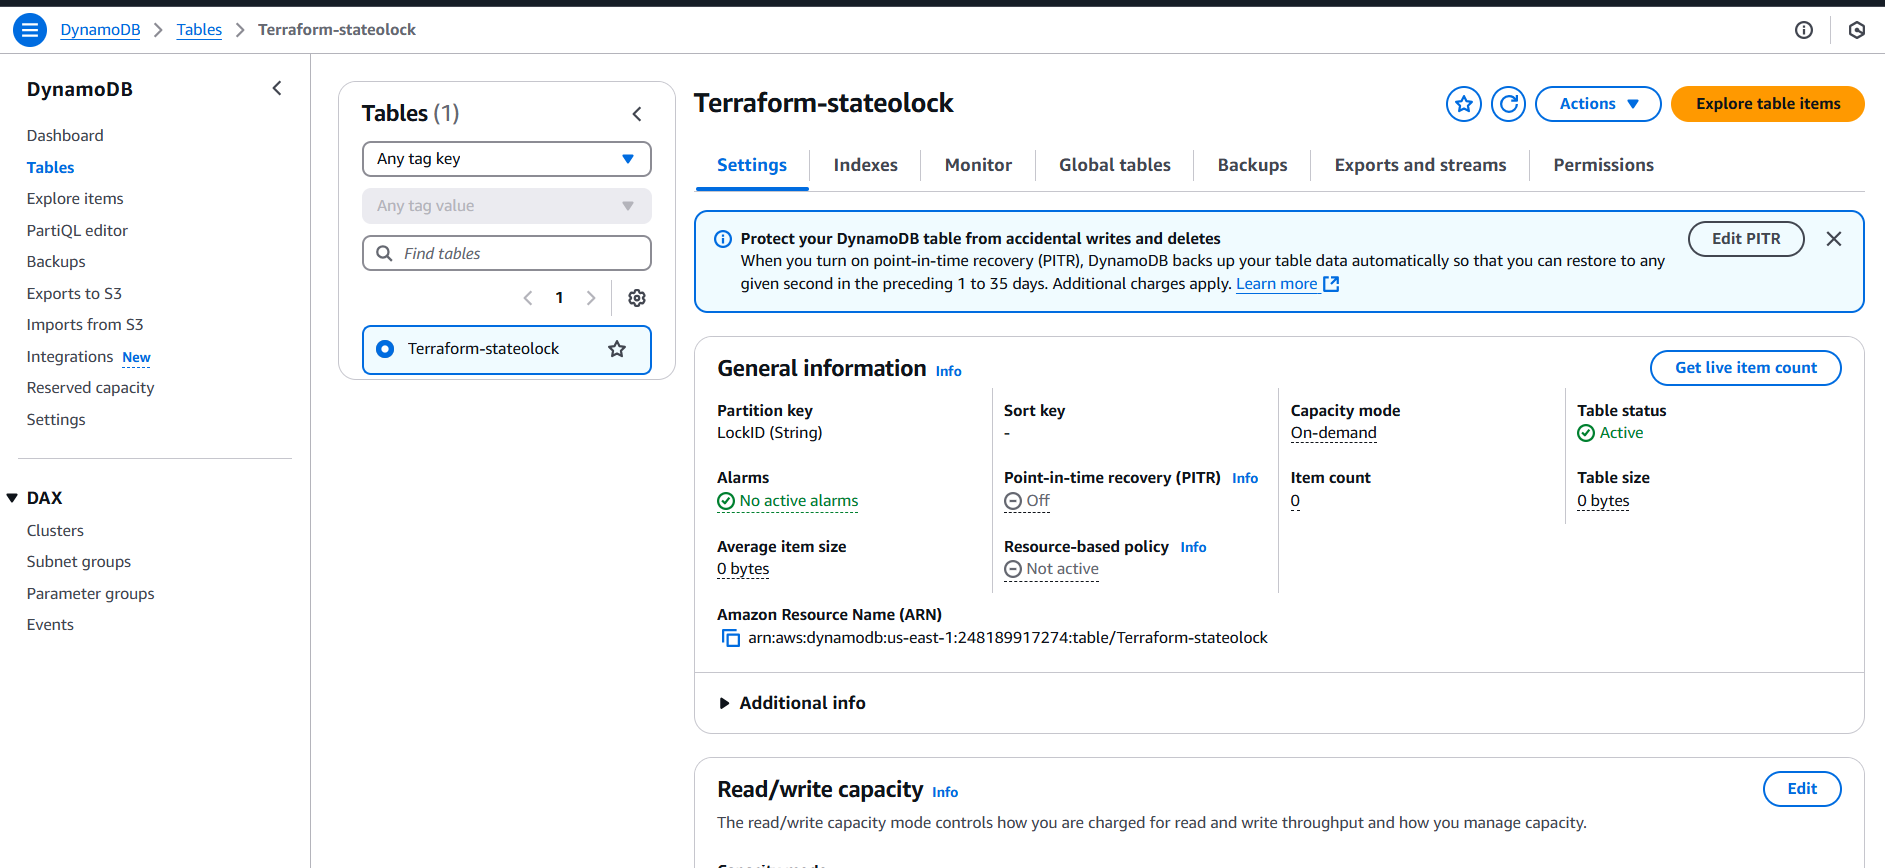 DynamoDB > Tables > Terraform-stateolock
DynamoDB
Dashboard
Tables
Explore items
PartiQL editor
Backups
Exports to S3
Imports from S3
Integrations New
Reserved capacity
Settings
DAX
Clusters
Subnet groups
Parameter groups
Events
Tables (1)
Any tag key
Any tag value
Find tables
1
Terraform-stateolock
Terraform-stateolock
Actions
Explore table items
Settings
Indexes
Monitor
Global tables
Backups
Exports and streams
Permissions
Protect your DynamoDB table from accidental writes and deletes
When you turn on point-in-time recovery (PITR), DynamoDB backs up your table data automatically so that you can restore to any
given second in the preceding 1 to 35 days. Additional charges apply. Learn more
Edit PITR
General information Info
Get live item count
Partition key
LockID (String)
Sort key
-
Capacity mode
On-demand
Table status
Active
Alarms
No active alarms
Point-in-time recovery (PITR) Info
Off
Item count
0
Table size
0 bytes
Average item size
0 bytes
Resource-based policy Info
Not active
Amazon Resource Name (ARN)
arn:aws:dynamodb:us-east-1:248189917274:table/Terraform-stateolock
Additional info
Read/write capacity Info
Edit
The read/write capacity mode controls how you are charged for read and write throughput and how you manage capacity.